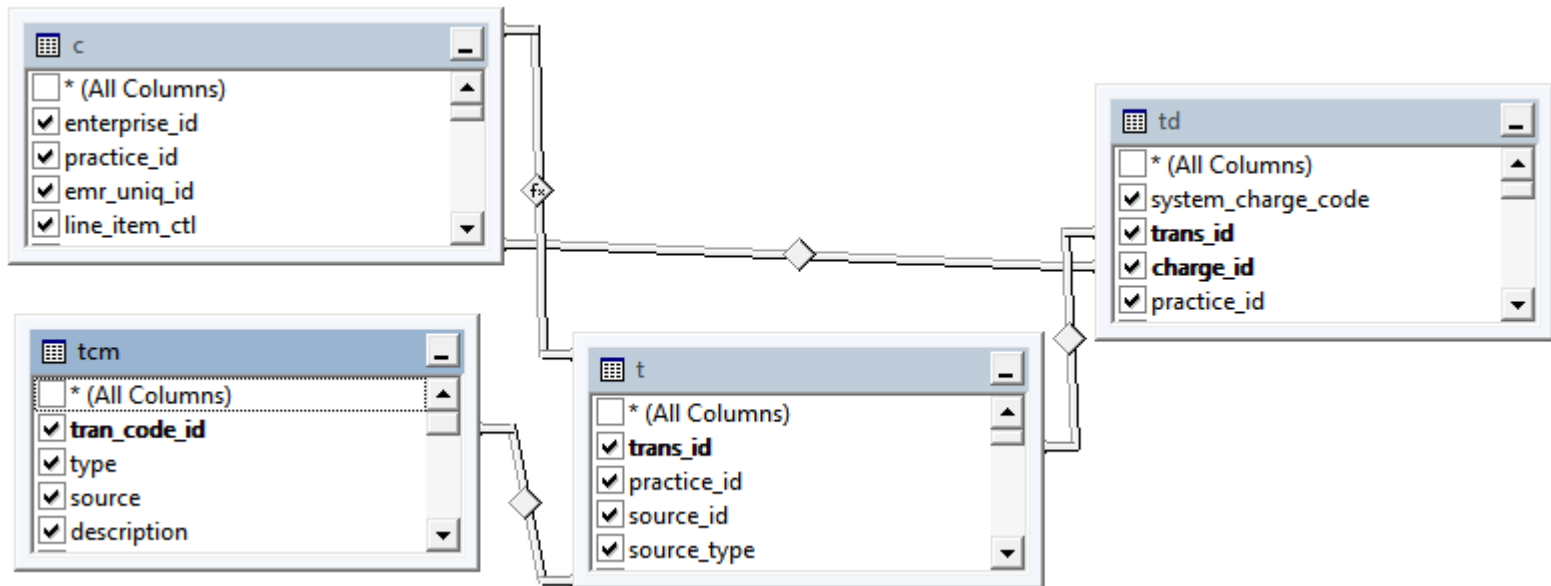 c
* (All Columns)
enterprise_id
practice_id
emr_uniq_id
line_item_ctl
fx
td
* (All Columns)
system_charge_code
trans_id
charge_id
practice_id
tcm
* (All Columns)
tran_code_id
type
source
description
t
* (All Columns)
trans_id
practice_id
source_id
source_type